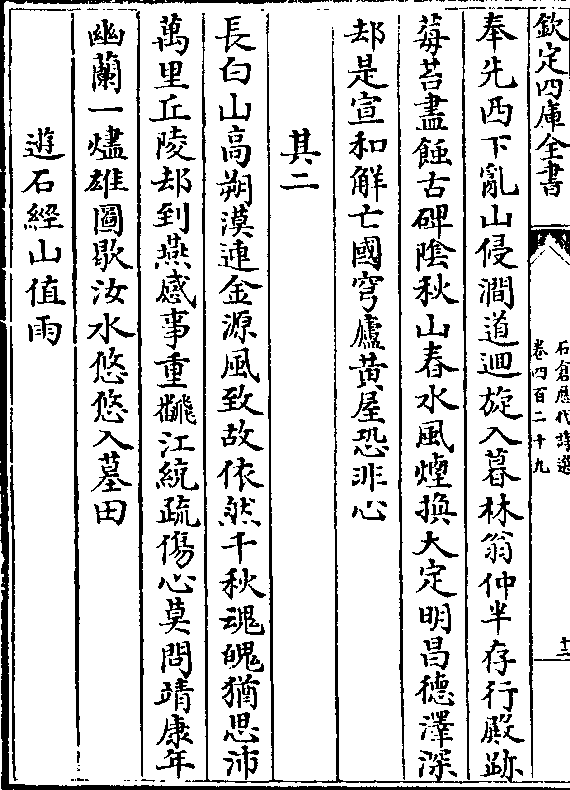 欽定四庫全書
石倉歷代詩選
卷四百二十九
十二
奉先西下亂山侵澗道迴旋入暮林翁仲半存行殿跡
莓苔盡蝕古碑陰秋山春水風煙換大定明昌德澤深
却是宣和解亡國穹廬黄屋恐非心
其二
長白山高朔漠連金源風致故依然千秋魂魄猶思沛
萬里丘陵却到燕感事重繙江統疏傷心莫問靖康年
幽蘭一燼雄圖歇汝水悠悠入墓田
遊石經山值雨